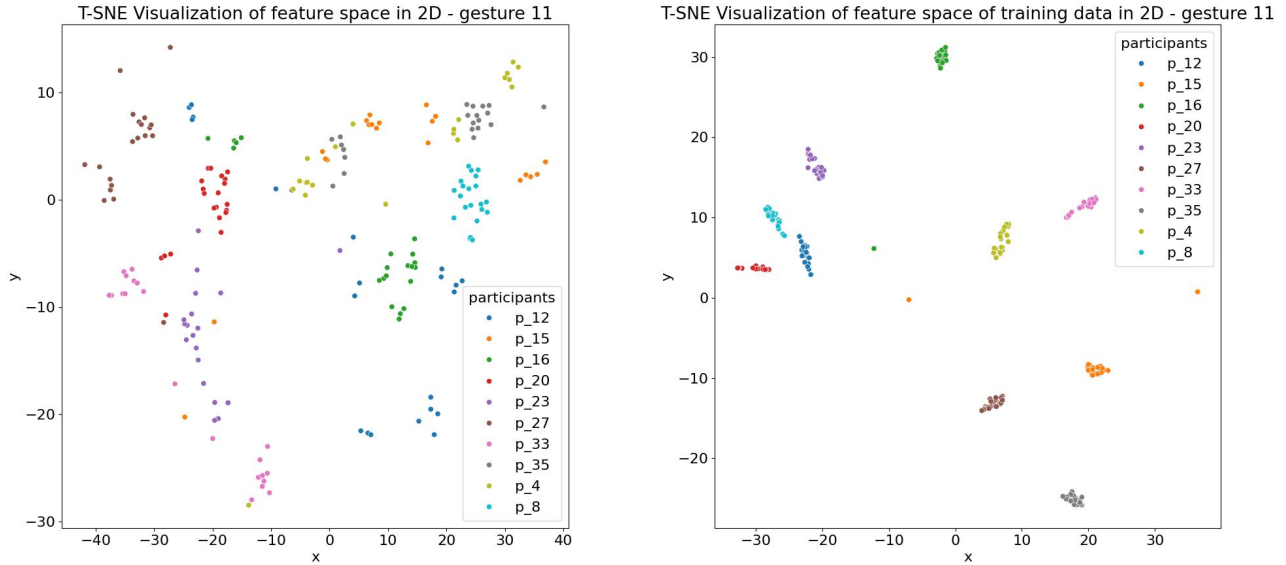 T-SNE Visualization of feature space in 2D - gesture 11
10
0
−10
−20
−30
y
−40
−30
−20
−10
0
10
20
30
40
x
participants
p_12
p_15
p_16
p_20
p_23
p_27
p_33
p_35
p_4
p_8
T-SNE Visualization of feature space of training data in 2D - gesture 11
30
20
10
0
−10
−20
y
−30
−20
−10
0
10
20
30
x
participants
p_12
p_15
p_16
p_20
p_23
p_27
p_33
p_35
p_4
p_8